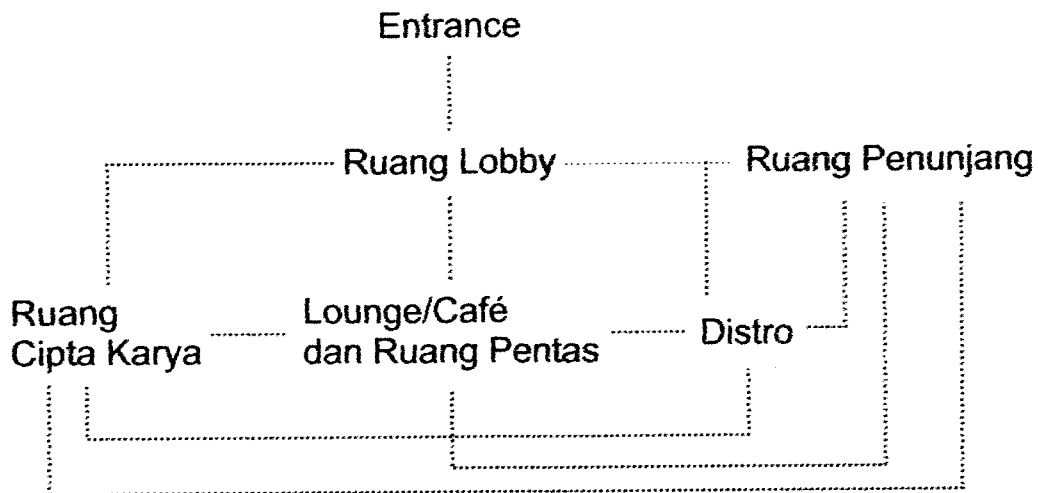 Entrance
Ruang Lobby
Ruang Penunjang
Ruang
Cipta Karya
Lounge/Café
dan Ruang Pentas
Distro